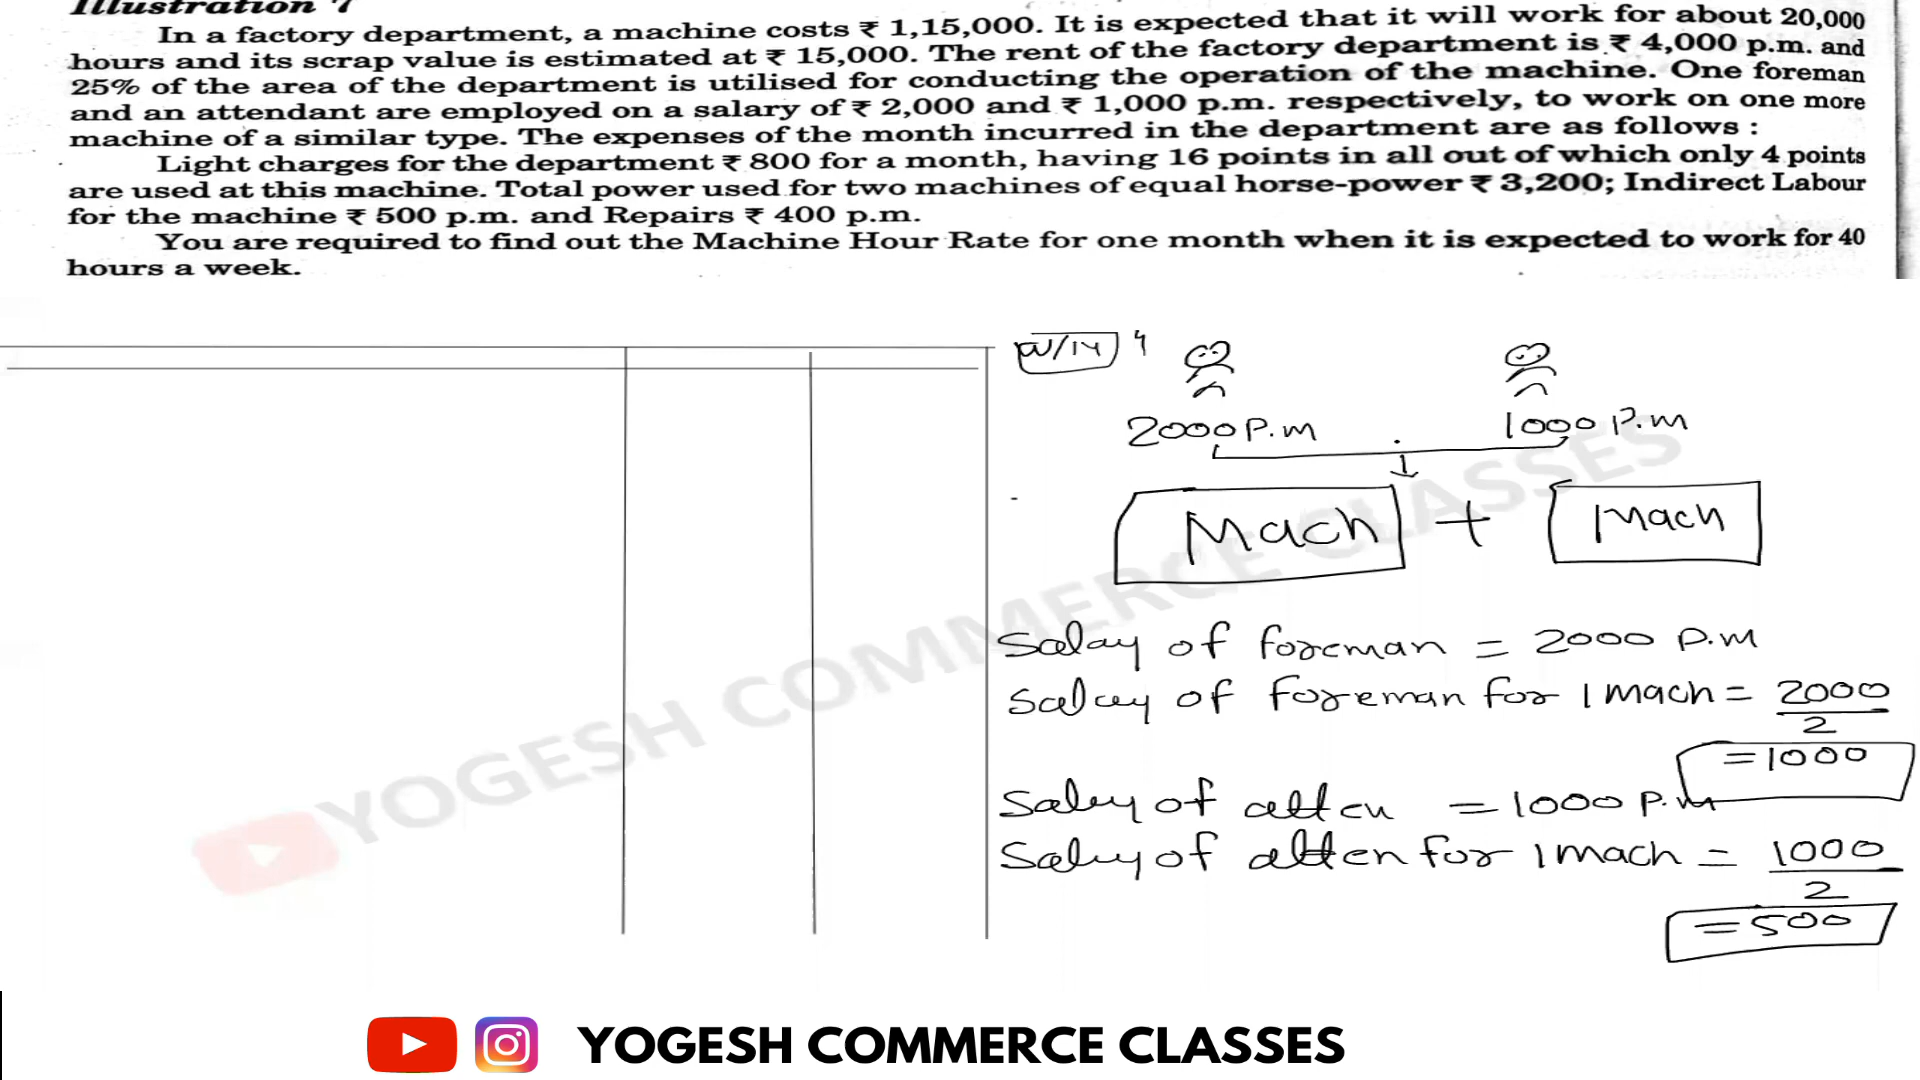 Illustration 7
In a factory department, a machine costs ₹ 1,15,000. It is expected that it will work for about 20,000
hours and its scrap value is estimated at ₹ 15,000. The rent of the factory department is ₹ 4,000 p.m. and
25% of the area of the department is utilised for conducting the operation of the machine. One foreman
and an attendant are employed on a salary of ₹ 2,000 and ₹ 1,000 p.m. respectively, to work on one more
machine of a similar type. The expenses of the month incurred in the department are as follows :
Light charges for the department ₹ 800 for a month, having 16 points in all out of which only 4 points
are used at this machine. Total power used for two machines of equal horse-power ₹ 3,200; Indirect Labour
for the machine ₹ 500 p.m. and Repairs ₹ 400 p.m.
You are required to find out the Machine Hour Rate for one month when it is expected to work for 40
hours a week.
4
2000 P.m 1000 P.m
Mach + Mach
Salay of foreman = 2000 P.m
Salay of foreman for 1 Mach = 2000
2
= 1000
Salay of atten = 1000 P.m
Salay of atten for 1 Mach = 1000
2
= 500
YOGESH COMMERCE CLASSES
YOGESH COMMERCE CLASSES